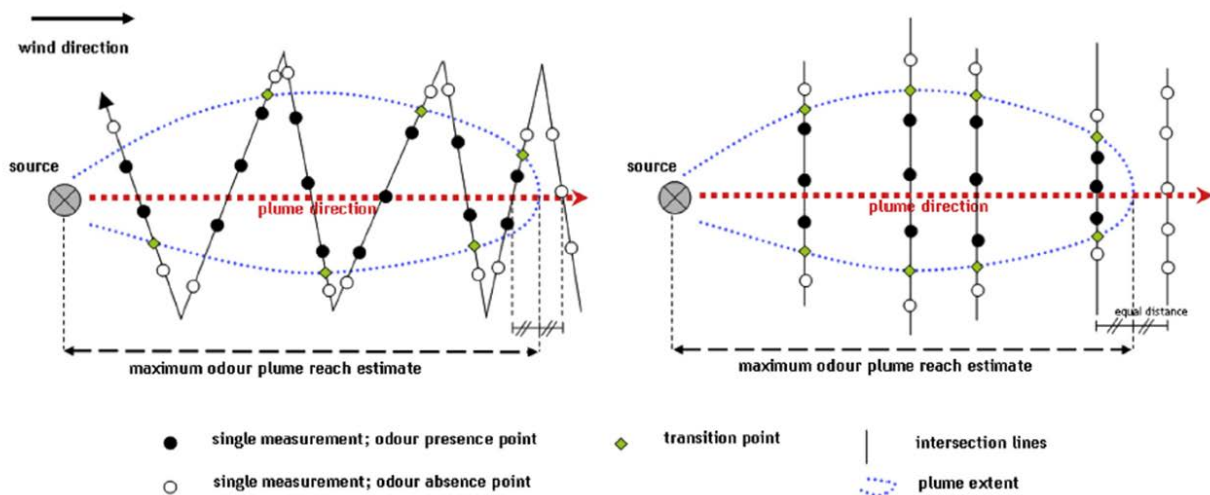 wind direction
source
plume direction
maximum odour plume reach estimate
source
plume direction
equal distance
maximum odour plume reach estimate
single measurement; odour presence point
transition point
intersection lines
single measurement; odour absence point
plume extent